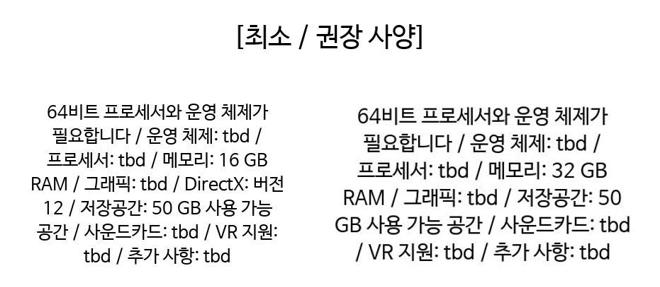 [최소 / 권장 사양]
64비트 프로세서와 운영 체제가
필요합니다 / 운영 체제: tbd /
프로세서: tbd / 메모리: 16 GB
RAM / 그래픽: tbd / DirectX: 버전
12 / 저장공간: 50 GB 사용 가능
공간 / 사운드카드: tbd / VR 지원:
tbd / 추가 사항: tbd
64비트 프로세서와 운영 체제가
필요합니다 / 운영 체제: tbd /
프로세서: tbd / 메모리: 32 GB
RAM / 그래픽: tbd / 저장공간: 50
GB 사용 가능 공간 / 사운드카드: tbd
/ VR 지원: tbd / 추가 사항: tbd